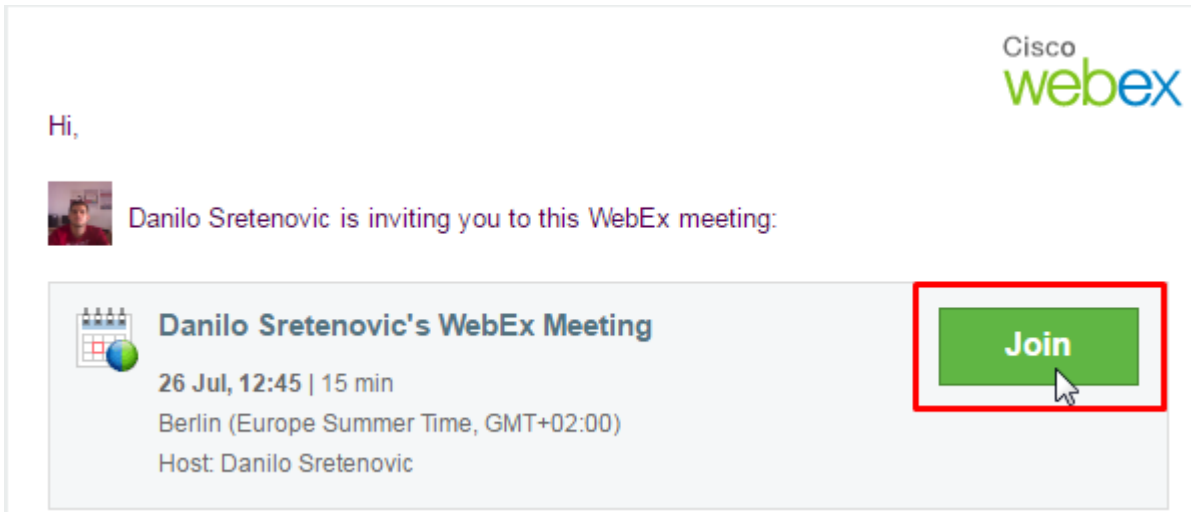 Cisco
webex
Hi,
Danilo Sretenovic is inviting you to this WebEx meeting:
Danilo Sretenovic's WebEx Meeting
Join
26 Jul, 12:45 | 15 min
Berlin (Europe Summer Time, GMT+02:00)
Host: Danilo Sretenovic